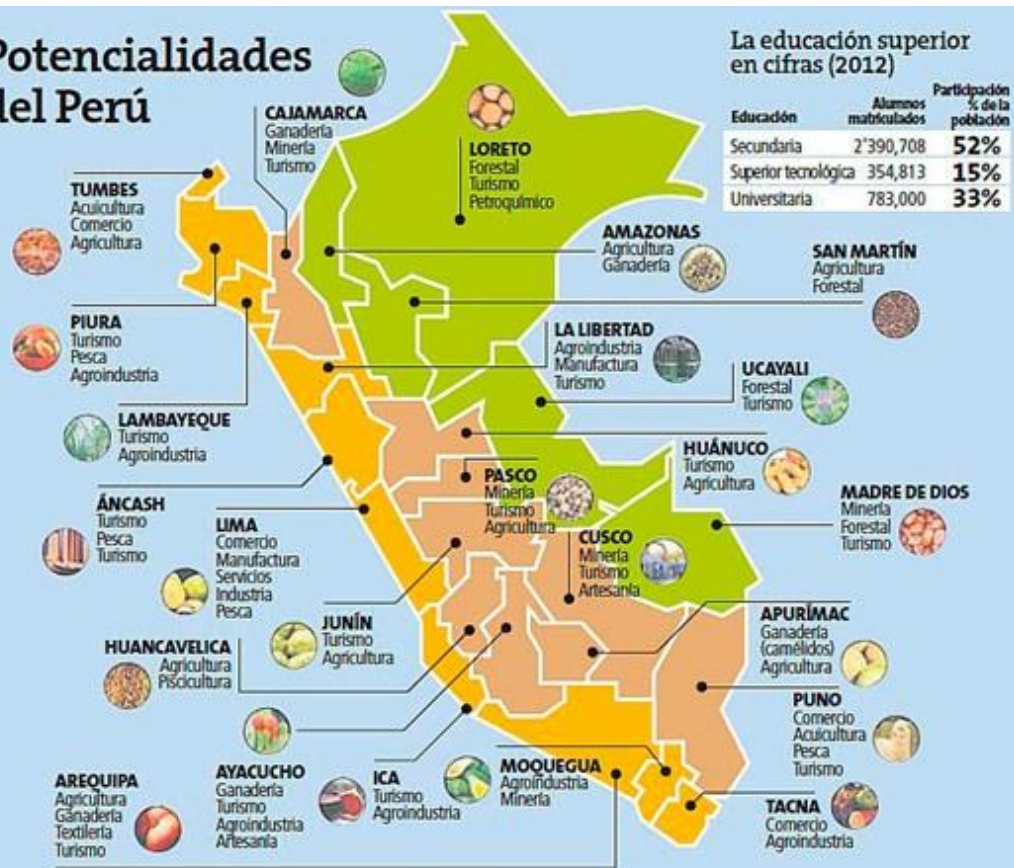 Potencialidades
del Perú
La educación superior
en cifras (2012)
Educación Alumnos matriculados Participación % de la población
Secundaria 2'390,708 52%
Superior tecnológica 354,813 15%
Universitaria 783,000 33%
CAJAMARCA
Ganadería
Minería
Turismo
LORETO
Forestal
Turismo
Petroquímico
TUMBES
Acuicultura
Comercio
Agricultura
AMAZONAS
Agricultura
Ganadería
SAN MARTÍN
Agricultura
Forestal
PIURA
Turismo
Pesca
Agroindustria
LA LIBERTAD
Agroindustria
Manufactura
Turismo
UCAYALI
Forestal
Turismo
LAMBAYEQUE
Turismo
Agroindustria
HUÁNUCO
Turismo
Agricultura
PASCO
Minería
Turismo
Agricultura
MADRE DE DIOS
Minería
Forestal
Turismo
ÁNCASH
Turismo
Pesca
Turismo
LIMA
Comercio
Manufactura
Servicios
Industria
Pesca
CUSCO
Minería
Turismo
Artesanía
JUNÍN
Turismo
Agricultura
APURÍMAC
Ganadería
(camélidos)
Agricultura
HUANCAVELICA
Agricultura
Piscicultura
PUNO
Comercio
Acuicultura
Pesca
Turismo
AREQUIPA
Agricultura
Ganadería
Textilería
Turismo
AYACUCHO
Ganadería
Turismo
Agroindustria
Artesanía
ICA
Turismo
Agroindustria
MOQUEGUA
Agroindustria
Minería
TACNA
Comercio
Agroindustria